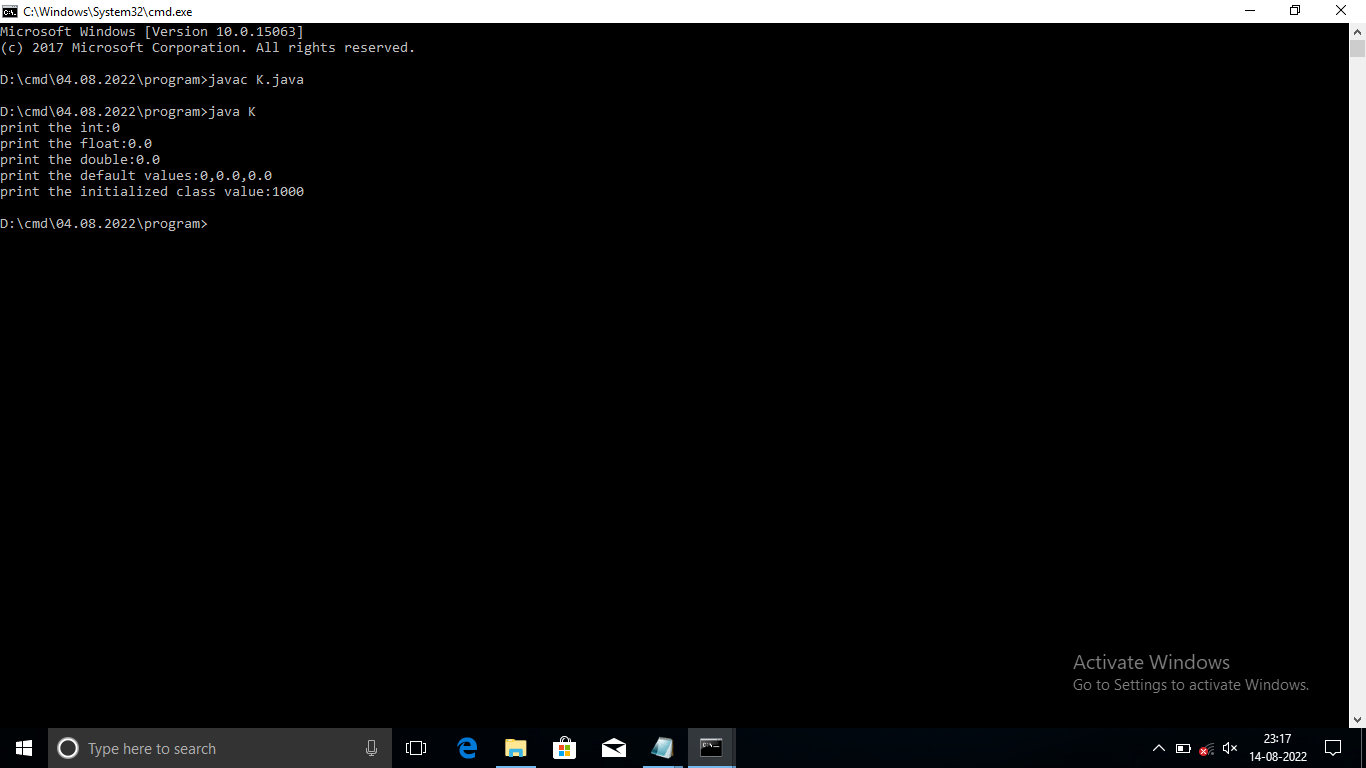 C:\Windows\System32\cmd.exe
Microsoft Windows [Version 10.0.15063]
(c) 2017 Microsoft Corporation. All rights reserved.
D:\cmd\04.08.2022\program>javac K.java
D:\cmd\04.08.2022\program>java K
print the int:0
print the float:0.0
print the double:0.0
print the default values:0,0.0,0.0
print the initialized class value:1000
D:\cmd\04.08.2022\program>
Activate Windows
Go to Settings to activate Windows.
Type here to search
23:17
14-08-2022